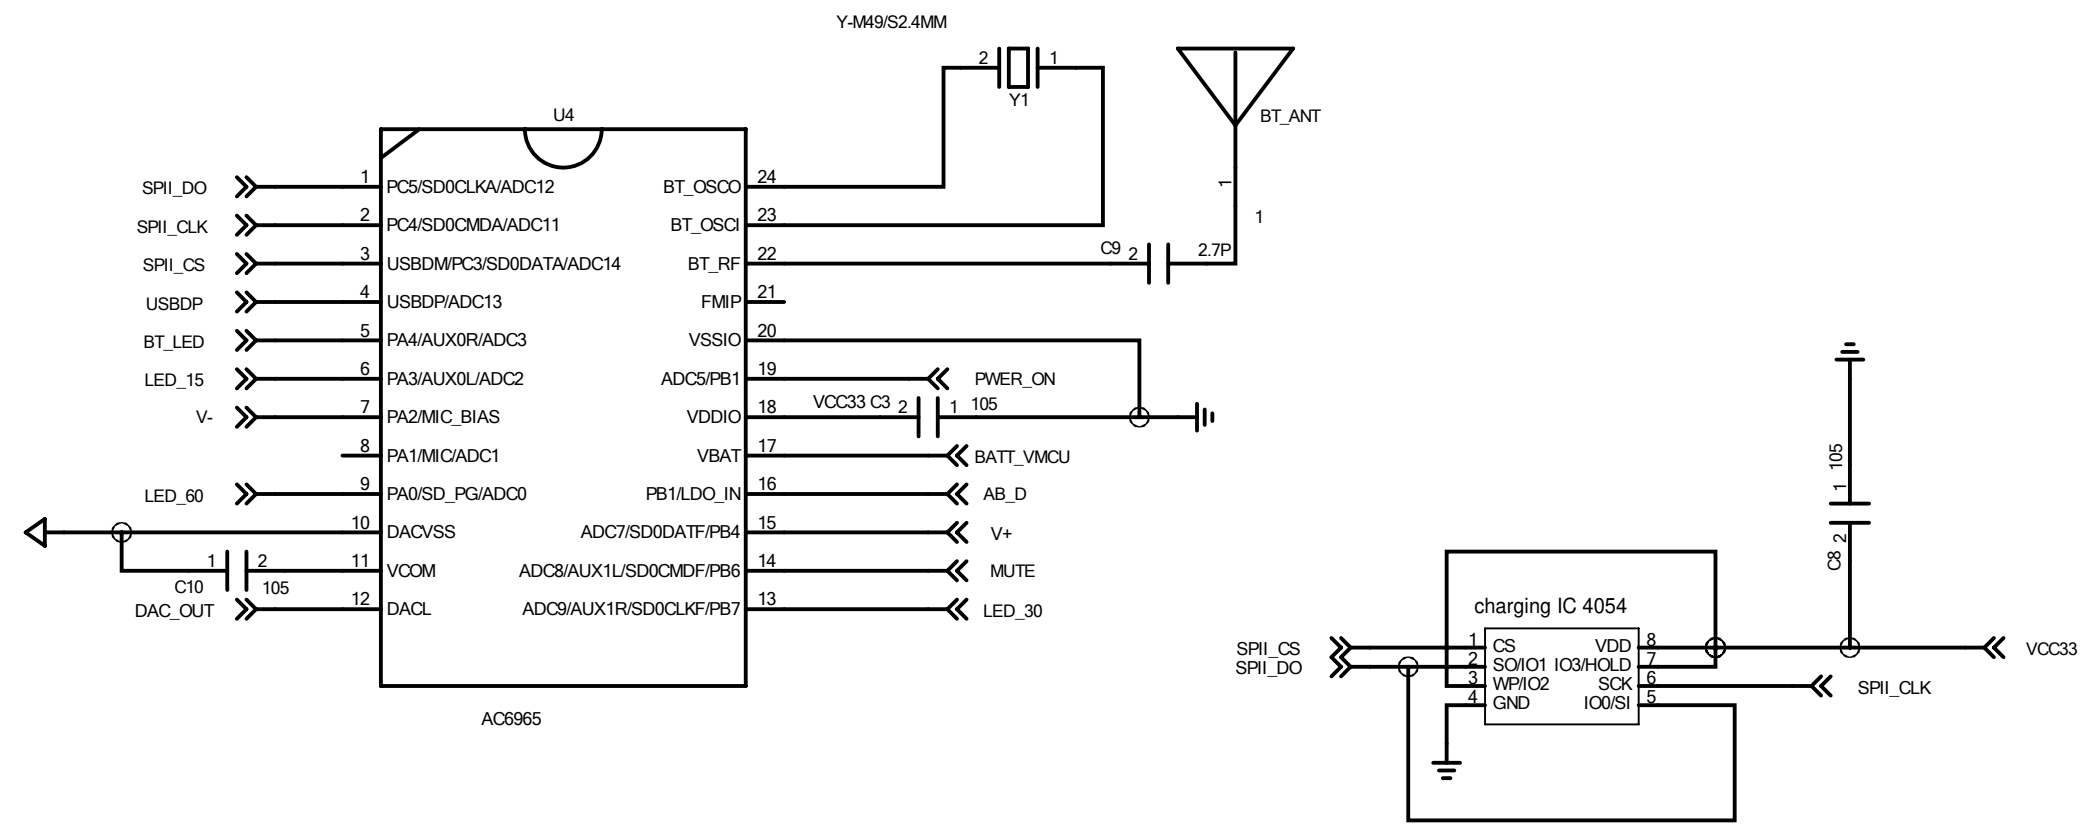 Y-M49/S2.4MM
2 1
Y1
BT_ANT
1
1
U4
SPII_DO 1 PC5/SD0CLKA/ADC12 BT_OSCO 24
SPII_CLK 2 PC4/SD0CMDA/ADC11 BT_OSCI 23
SPII_CS 3 USBDM/PC3/SD0DATA/ADC14 BT_RF 22 C9 2 2.7P
USBDP 4 USBDP/ADC13 FMIP 21
BT_LED 5 PA4/AUX0R/ADC3 VSSIO 20
LED_15 6 PA3/AUX0L/ADC2 ADC5/PB1 19 PWER_ON
V- 7 PA2/MIC_BIAS VDDIO 18 VCC33 C3 2 1 105
8 PA1/MIC/ADC1 VBAT 17 BATT_VMCU
LED_60 9 PA0/SD_PG/ADC0 PB1/LDO_IN 16 AB_D
10 DACVSS ADC7/SD0DATF/PB4 15 V+
1 2 11 VCOM ADC8/AUX1L/SD0CMDF/PB6 14 MUTE
C10 105
DAC_OUT 12 DACL ADC9/AUX1R/SD0CLKF/PB7 13 LED_30
AC6965
1 105
C8 2
charging IC 4054
SPII_CS 1 CS VDD 8 VCC33
SPII_DO 2 SO/IO1 IO3/HOLD 7
3 WP/IO2 SCK 6 SPII_CLK
4 GND IO0/SI 5